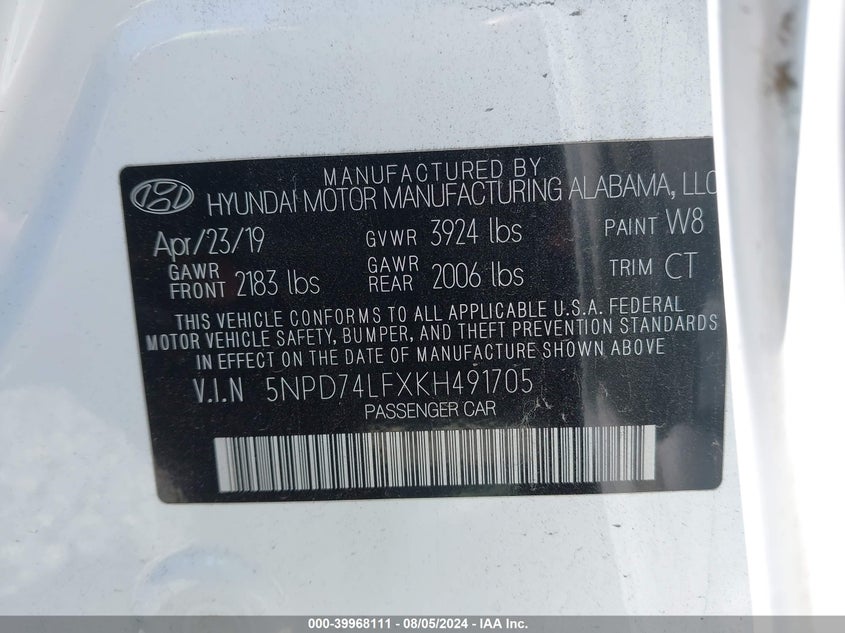 MANUFACTURED BY
HYUNDAI MOTOR MANUFACTURING ALABAMA, LLC
Apr/23/19 GVWR 3924 lbs PAINT W8
GAWR FRONT 2183 lbs GAWR REAR 2006 lbs TRIM CT
THIS VEHICLE CONFORMS TO ALL APPLICABLE U.S.A. FEDERAL
MOTOR VEHICLE SAFETY, BUMPER, AND THEFT PREVENTION STANDARDS
IN EFFECT ON THE DATE OF MANUFACTURE SHOWN ABOVE
V.I.N 5NPD74LFXKH491705
PASSENGER CAR
000-39968111 - 08/05/2024 - IAA Inc.